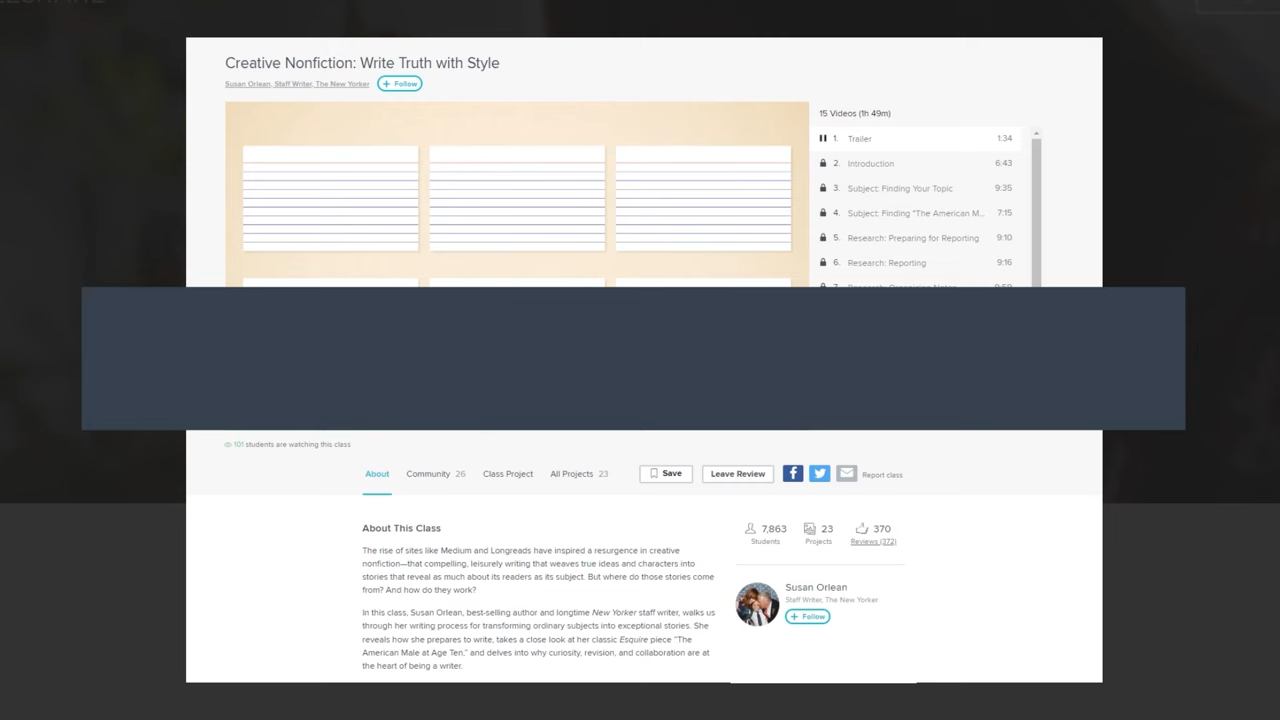 Creative Nonfiction: Write Truth with Style
Susan Orlean, Staff Writer, The New Yorker
+ Follow
15 Videos (1h 49m)
1. Trailer 1:34
2. Introduction 6:43
3. Subject: Finding Your Topic 9:35
4. Subject: Finding "The American M... 7:15
5. Research: Preparing for Reporting 9:10
6. Research: Reporting 9:16
101 students are watching this class
About Community 26 Class Project All Projects 23 Save Leave Review Report class
About This Class
The rise of sites like Medium and Longreads have inspired a resurgence in creative
nonfiction—that compelling, leisurely writing that weaves true ideas and characters into
stories that reveal as much about its readers as its subject. But where do those stories come
from? And how do they work?
In this class, Susan Orlean, best-selling author and longtime New Yorker staff writer, walks us
through her writing process for transforming ordinary subjects into exceptional stories. She
reveals how she prepares to write, takes a close look at her classic Esquire piece "The
American Male at Age Ten," and delves into why curiosity, revision, and collaboration are at
the heart of being a writer.
7,863 23 370
Students Projects Reviews (372)
Susan Orlean
Staff Writer, The New Yorker
+ Follow